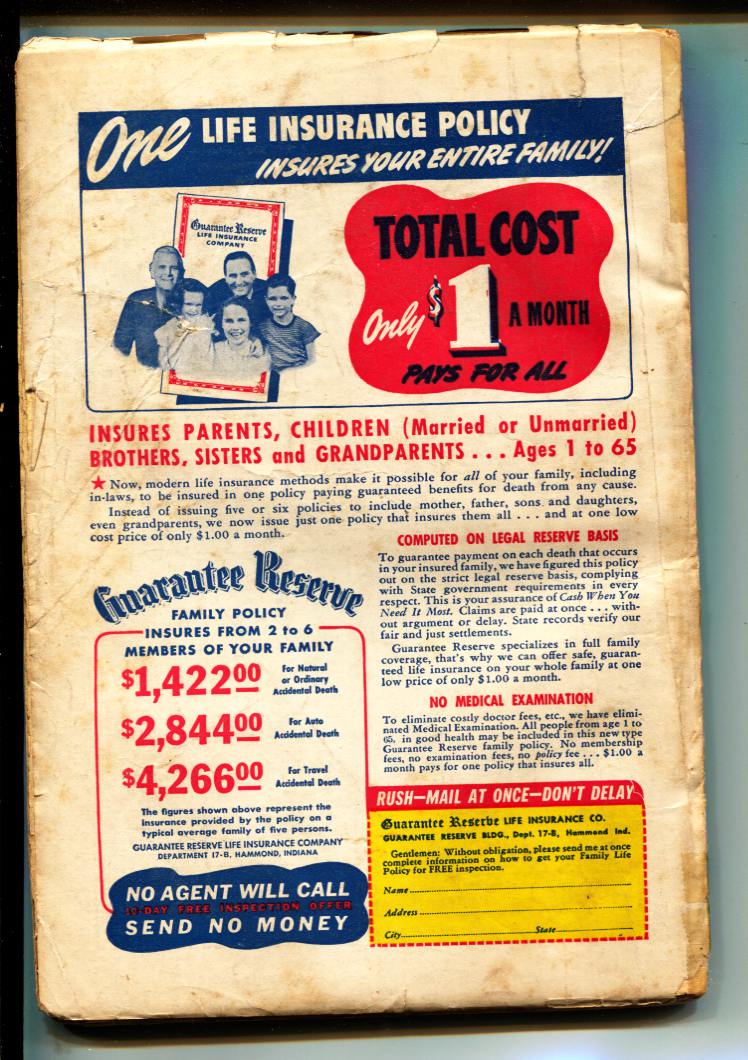 One LIFE INSURANCE POLICY
INSURES YOUR ENTIRE FAMILY!
Guarantee Reserve
LIFE INSURANCE
COMPANY
TOTAL COST
Only $1 A MONTH
PAYS FOR ALL
INSURES PARENTS, CHILDREN (Married or Unmarried)
BROTHERS, SISTERS and GRANDPARENTS . . . Ages 1 to 65
★ Now, modern life insurance methods make it possible for all of your family, including
in-laws, to be insured in one policy paying guaranteed benefits for death from any cause.
Instead of issuing five or six policies to include mother, father, sons and daughters,
even grandparents, we now issue just one policy that insures them all . . . and at one low
cost price of only $1.00 a month.
Guarantee Reserve
FAMILY POLICY
INSURES FROM 2 to 6
MEMBERS OF YOUR FAMILY
$1,422.00 For Natural
or Ordinary
Accidental Death
$2,844.00 For Auto
Accidental Death
$4,266.00 For Travel
Accidental Death
The figures shown above represent the
insurance provided by the policy on a
typical average family of five persons.
GUARANTEE RESERVE LIFE INSURANCE COMPANY
DEPARTMENT 17-B, HAMMOND, INDIANA
NO AGENT WILL CALL
10-DAY FREE INSPECTION OFFER
SEND NO MONEY
COMPUTED ON LEGAL RESERVE BASIS
To guarantee payment on each death that occurs
in your insured family, we have figured this policy
out on the strict legal reserve basis, complying
with State government requirements in every
respect. This is your assurance of Cash When You
Need It Most. Claims are paid at once . . . with-
out argument or delay. State records verify our
fair and just settlements.
Guarantee Reserve specializes in full family
coverage, that's why we can offer safe, guaran-
teed life insurance on your whole family at one
low price of only $1.00 a month.
NO MEDICAL EXAMINATION
To eliminate costly doctor fees, etc., we have elimi-
nated Medical Examination. All people from age 1 to
65, in good health may be included in this new type
Guarantee Reserve family policy. No membership
fees, no examination fees, no policy fee . . . $1.00 a
month pays for one policy that insures all.
RUSH—MAIL AT ONCE—DON'T DELAY
Guarantee Reserve LIFE INSURANCE CO.
GUARANTEE RESERVE BLDG., Dept. 17-B, Hammond Ind.
Gentlemen: Without obligation, please send me at once
complete information on how to get your Family Life
Policy for FREE inspection.
Name
Address
City State